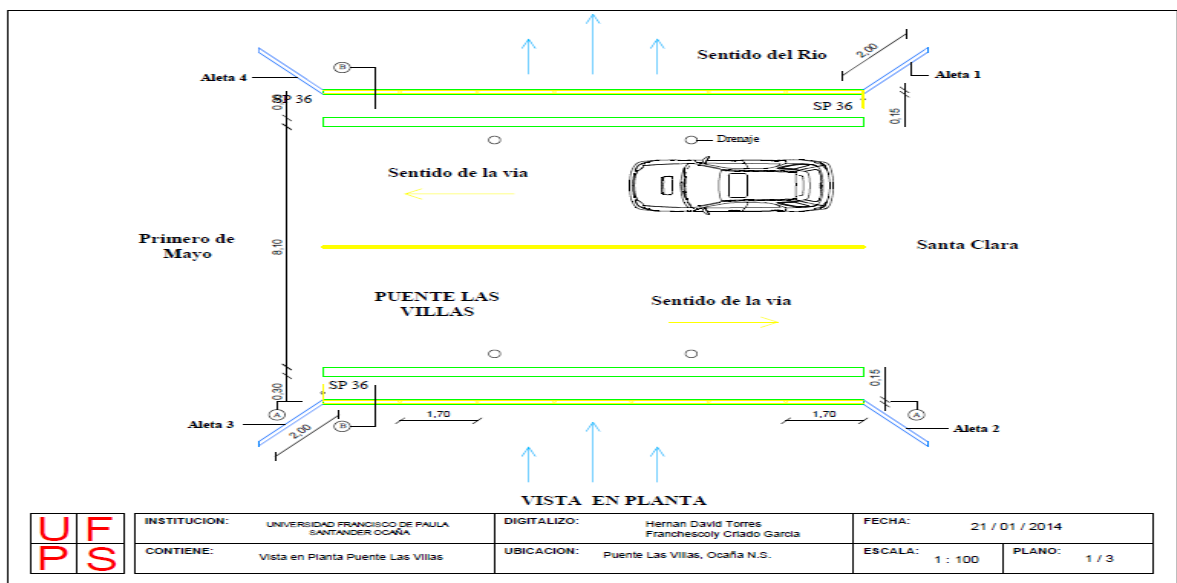 Sentido del Rio
2,00
Aleta 4
B
Aleta 1
SP 36
SP 36
0,15
Drenaje
Sentido de la via
Primero de
Mayo
8,10
Santa Clara
PUENTE LAS
VILLAS
Sentido de la via
SP 36
0,15
0,30
A
A
1,70
1,70
Aleta 3
B
2,00
Aleta 2
VISTA EN PLANTA
UF
PS
INSTITUCION:
UNIVERSIDAD FRANCISCO DE PAULA
SANTANDER OCAÑA
DIGITALIZO:
Hernan David Torres
Franchescoly Criado Garcia
FECHA:
21 / 01 / 2014
CONTIENE:
Vista en Planta Puente Las Villas
UBICACION:
Puente Las Villas, Ocaña N.S.
ESCALA:
1 : 100
PLANO:
1 / 3